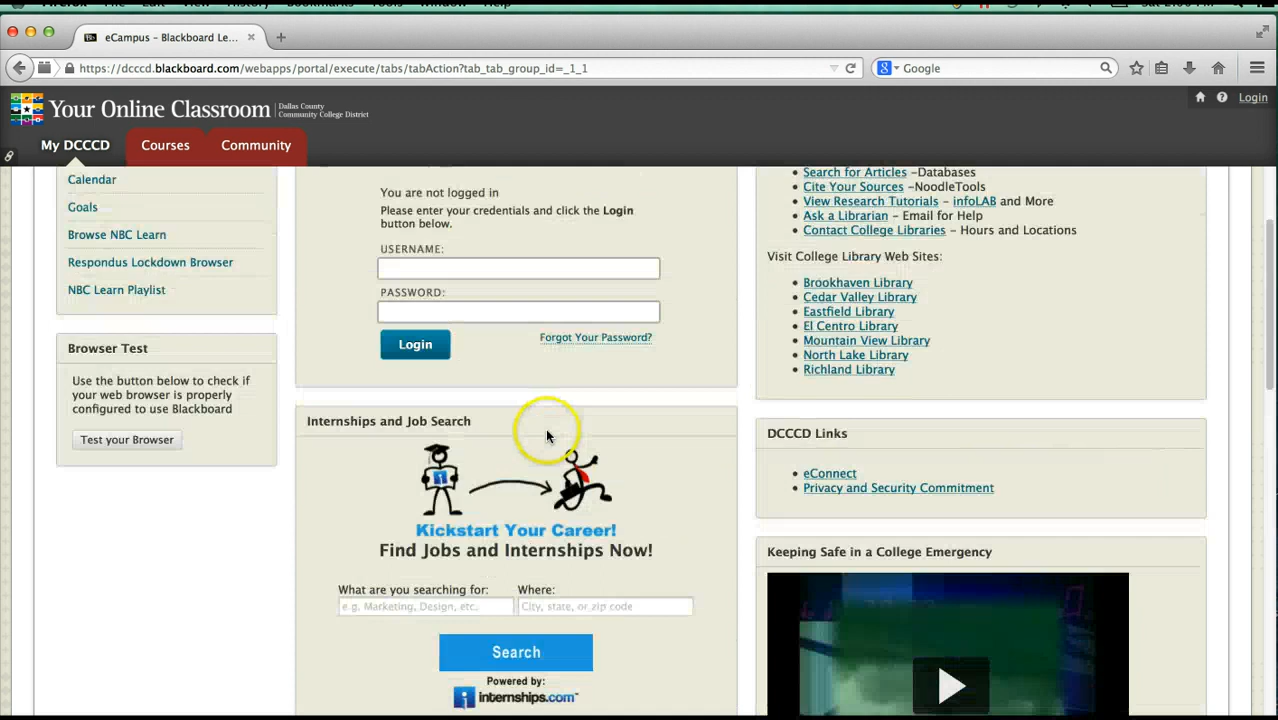 eCampus - Blackboard Le...
https://dcccd.blackboard.com/webapps/portal/execute/tabs/tabAction?tab_tab_group_id=_1_1
Google
Your Online Classroom
Dallas County
Community College District
Login
My DCCCD
Courses
Community
Calendar
Goals
Browse NBC Learn
Respondus Lockdown Browser
NBC Learn Playlist
Browser Test
Use the button below to check if
your web browser is properly
configured to use Blackboard
Test your Browser
You are not logged in
Please enter your credentials and click the Login
button below.
USERNAME:
PASSWORD:
Login
Forgot Your Password?
Internships and Job Search
Kickstart Your Career!
Find Jobs and Internships Now!
What are you searching for: Where:
e.g. Marketing, Design, etc. City, state, or zip code
Search
Powered by:
internships.com™
Search for Articles -Databases
Cite Your Sources -NoodleTools
View Research Tutorials - infoLAB and More
Ask a Librarian - Email for Help
Contact College Libraries - Hours and Locations
Visit College Library Web Sites:
Brookhaven Library
Cedar Valley Library
Eastfield Library
El Centro Library
Mountain View Library
North Lake Library
Richland Library
DCCCD Links
eConnect
Privacy and Security Commitment
Keeping Safe in a College Emergency